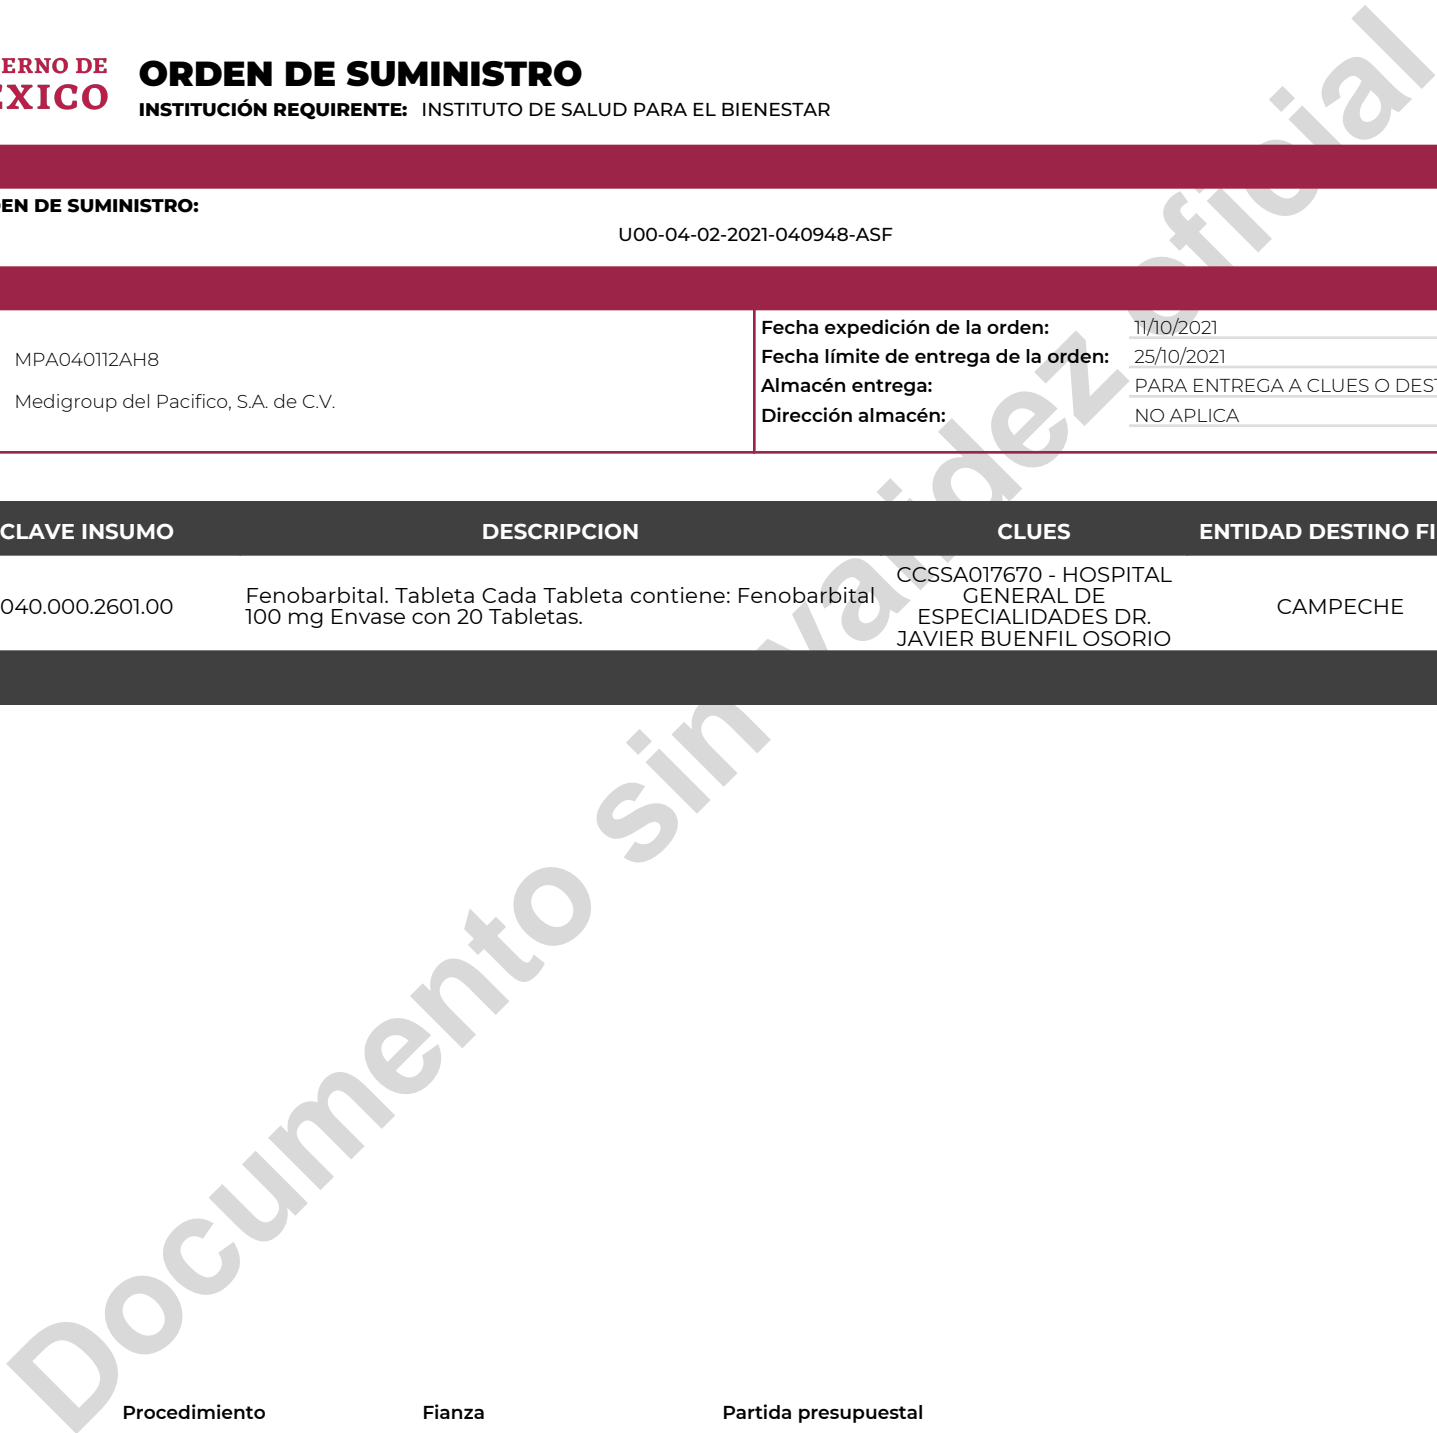 ERNO DE
ÉXICO
ORDEN DE SUMINISTRO
INSTITUCIÓN REQUIRENTE: INSTITUTO DE SALUD PARA EL BIENESTAR
EN DE SUMINISTRO:
U00-04-02-2021-040948-ASF
MPA040112AH8
Medigroup del Pacifico, S.A. de C.V.
Fecha expedición de la orden: 11/10/2021
Fecha límite de entrega de la orden: 25/10/2021
Almacén entrega: PARA ENTREGA A CLUES O DEST
Dirección almacén: NO APLICA
CLAVE INSUMO DESCRIPCION CLUES ENTIDAD DESTINO FI
040.000.2601.00
Fenobarbital. Tableta Cada Tableta contiene: Fenobarbital
100 mg Envase con 20 Tabletas.
CCSSA017670 - HOSPITAL
GENERAL DE
ESPECIALIDADES DR.
JAVIER BUENFIL OSORIO
CAMPECHE
Documento sin validez oficial
Procedimiento Fianza Partida presupuestal